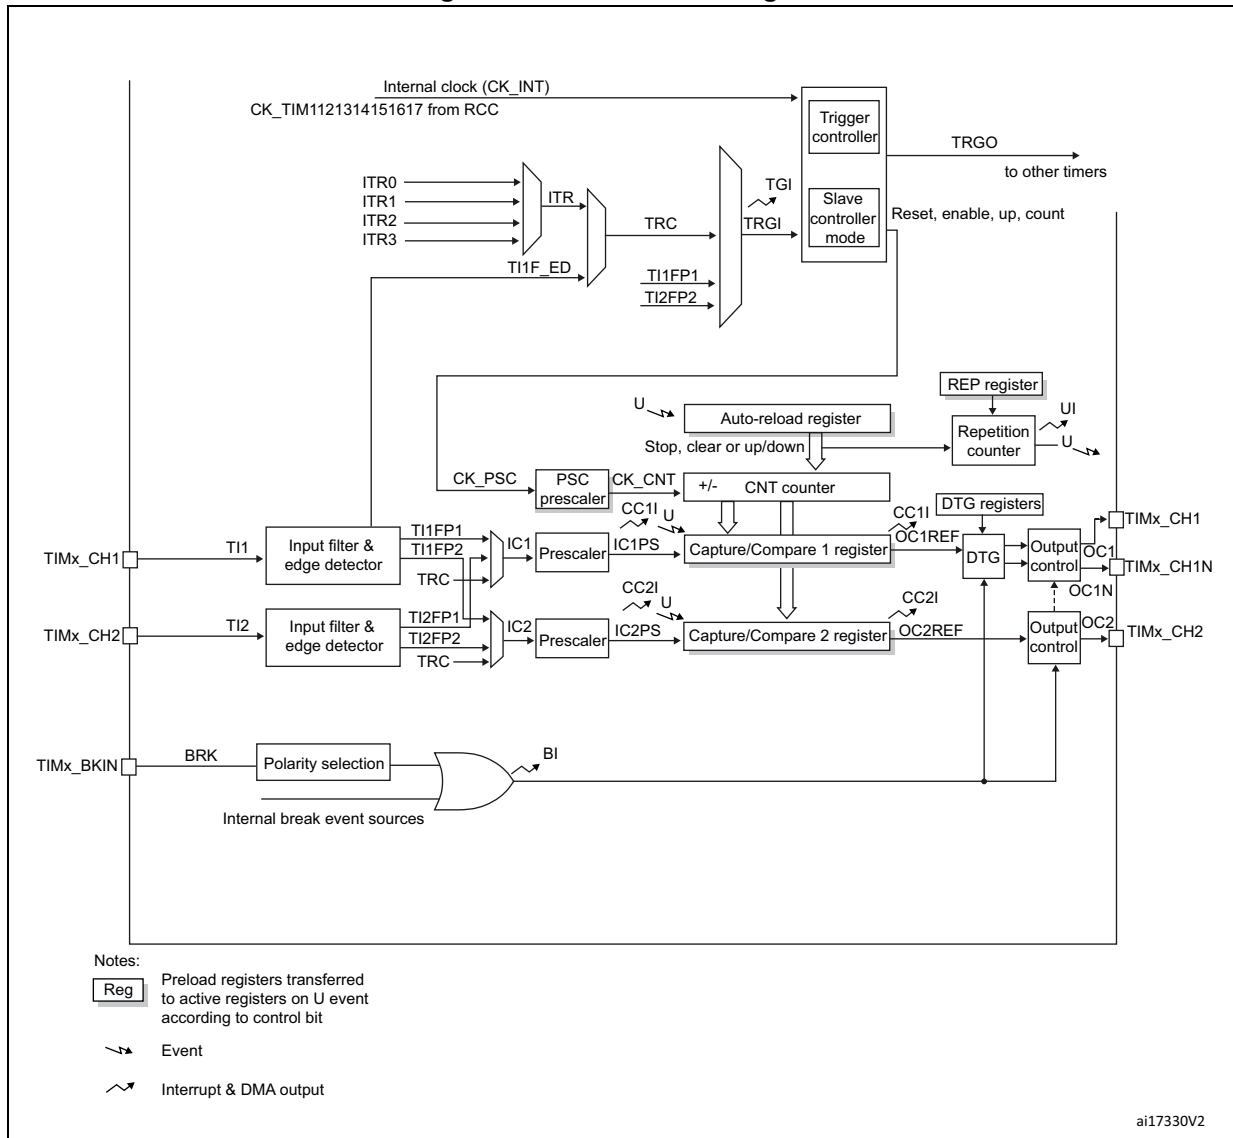 Internal clock (CK_INT)
CK_TIM1121314151617 from RCC
Trigger
controller
TRGO
to other timers
ITR0
ITR1
ITR2
ITR3
ITR
TI1F_ED
TRC
TI1FP1
TI2FP2
TGI
TRGI
Slave
controller
mode
Reset, enable, up, count
REP register
U
Auto-reload register
Stop, clear or up/down
Repetition
counter
UI
U
CK_PSC
PSC
prescaler
CK_CNT
+/-
CNT counter
DTG registers
TIMx_CH1
TI1
Input filter &
edge detector
TI1FP1
TI1FP2
TRC
IC1
Prescaler
IC1PS
CC1I
U
Capture/Compare 1 register
CC1I
OC1REF
DTG
Output
control
OC1
TIMx_CH1
TIMx_CH1N
OC1N
TIMx_CH2
TI2
Input filter &
edge detector
TI2FP1
TI2FP2
TRC
IC2
Prescaler
IC2PS
CC2I
U
Capture/Compare 2 register
CC2I
OC2REF
Output
control
OC2
TIMx_CH2
TIMx_BKIN
BRK
Polarity selection
BI
Internal break event sources
Notes:
Reg
Preload registers transferred
to active registers on U event
according to control bit
Event
Interrupt & DMA output
ai17330V2